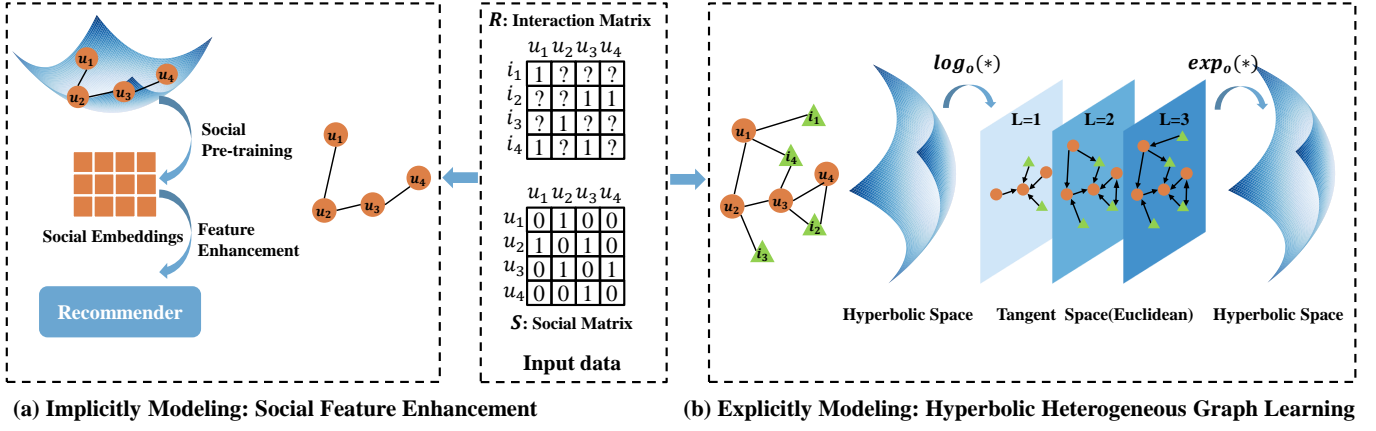 u1
u2
u3
u4
Social
Pre-training
Social Embeddings
Feature
Enhancement
Recommender
u1
u2
u3
u4
R: Interaction Matrix
u1 u2 u3 u4
i1 1 ? ? ?
i2 ? ? 1 1
i3 ? 1 ? ?
i4 1 ? 1 ?
u1 u2 u3 u4
u1 0 1 0 0
u2 1 0 1 0
u3 0 1 0 1
u4 0 0 1 0
S: Social Matrix
Input data
u1
i1
i4
u4
u2
u3
i2
i3
logo(*)
expo(*)
L=1
L=2
L=3
Hyperbolic Space
Tangent Space(Euclidean)
Hyperbolic Space
(a) Implicitly Modeling: Social Feature Enhancement
(b) Explicitly Modeling: Hyperbolic Heterogeneous Graph Learning